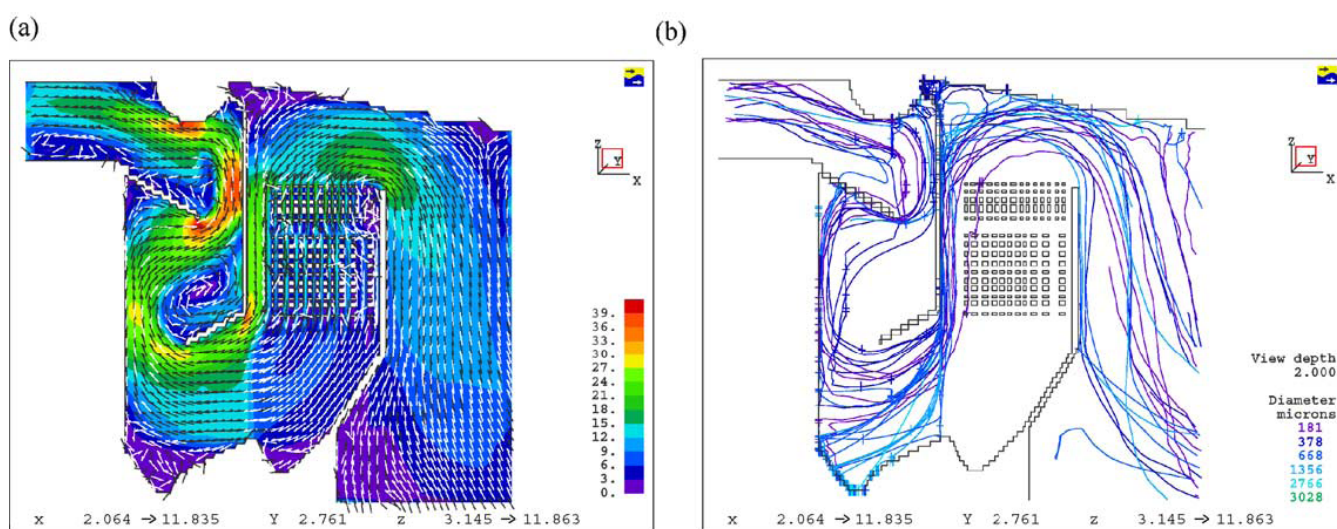 (a)
(b)
Z
Y
X
39.
36.
33.
30.
27.
24.
21.
18.
15.
12.
9.
6.
3.
0.
X 2.064 → 11.835 Y 2.761 Z 3.145 → 11.863
Z
Y
X
View depth
2.000
Diameter
microns
181
378
668
1356
2766
3028
X 2.064 → 11.835 Y 2.761 Z 3.145 → 11.863